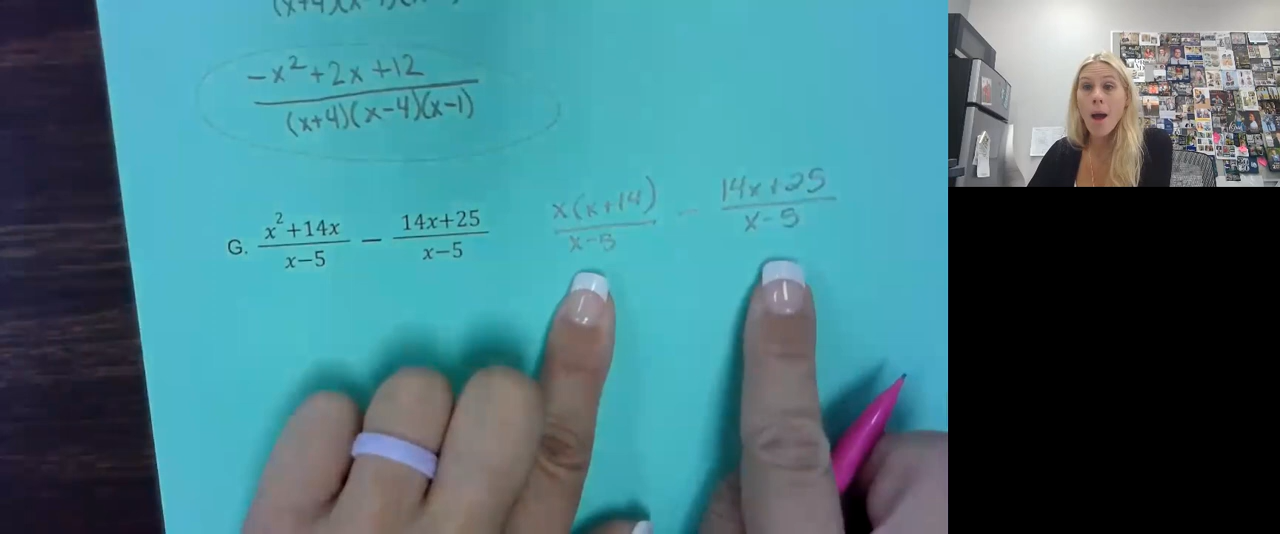 -x²+2x+12
(x+4)(x-4)(x-1)
G. x²+14x / x−5 − 14x+25 / x−5
x(x+14) / x-5 - 14x+25 / x-5